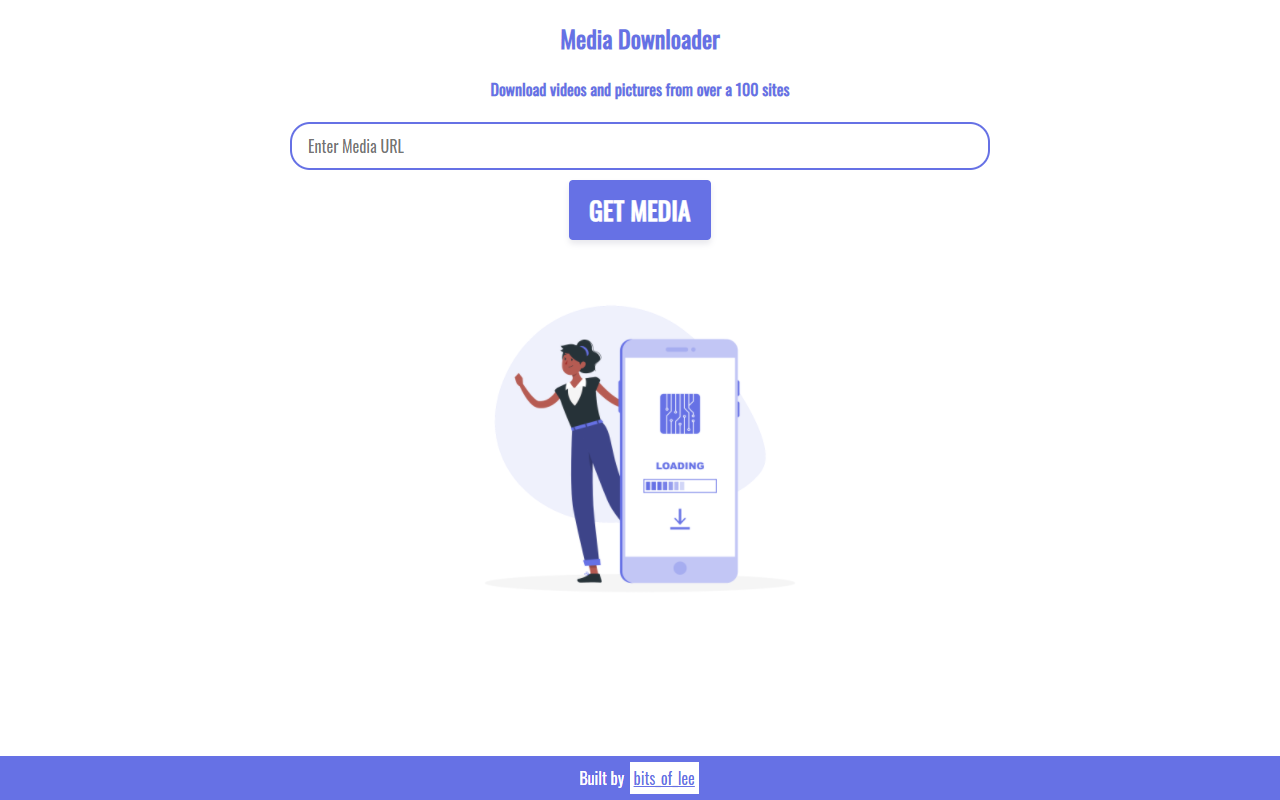 Media Downloader
Download videos and pictures from over a 100 sites
Enter Media URL
GET MEDIA
LOADING
Built by bits_of_lee